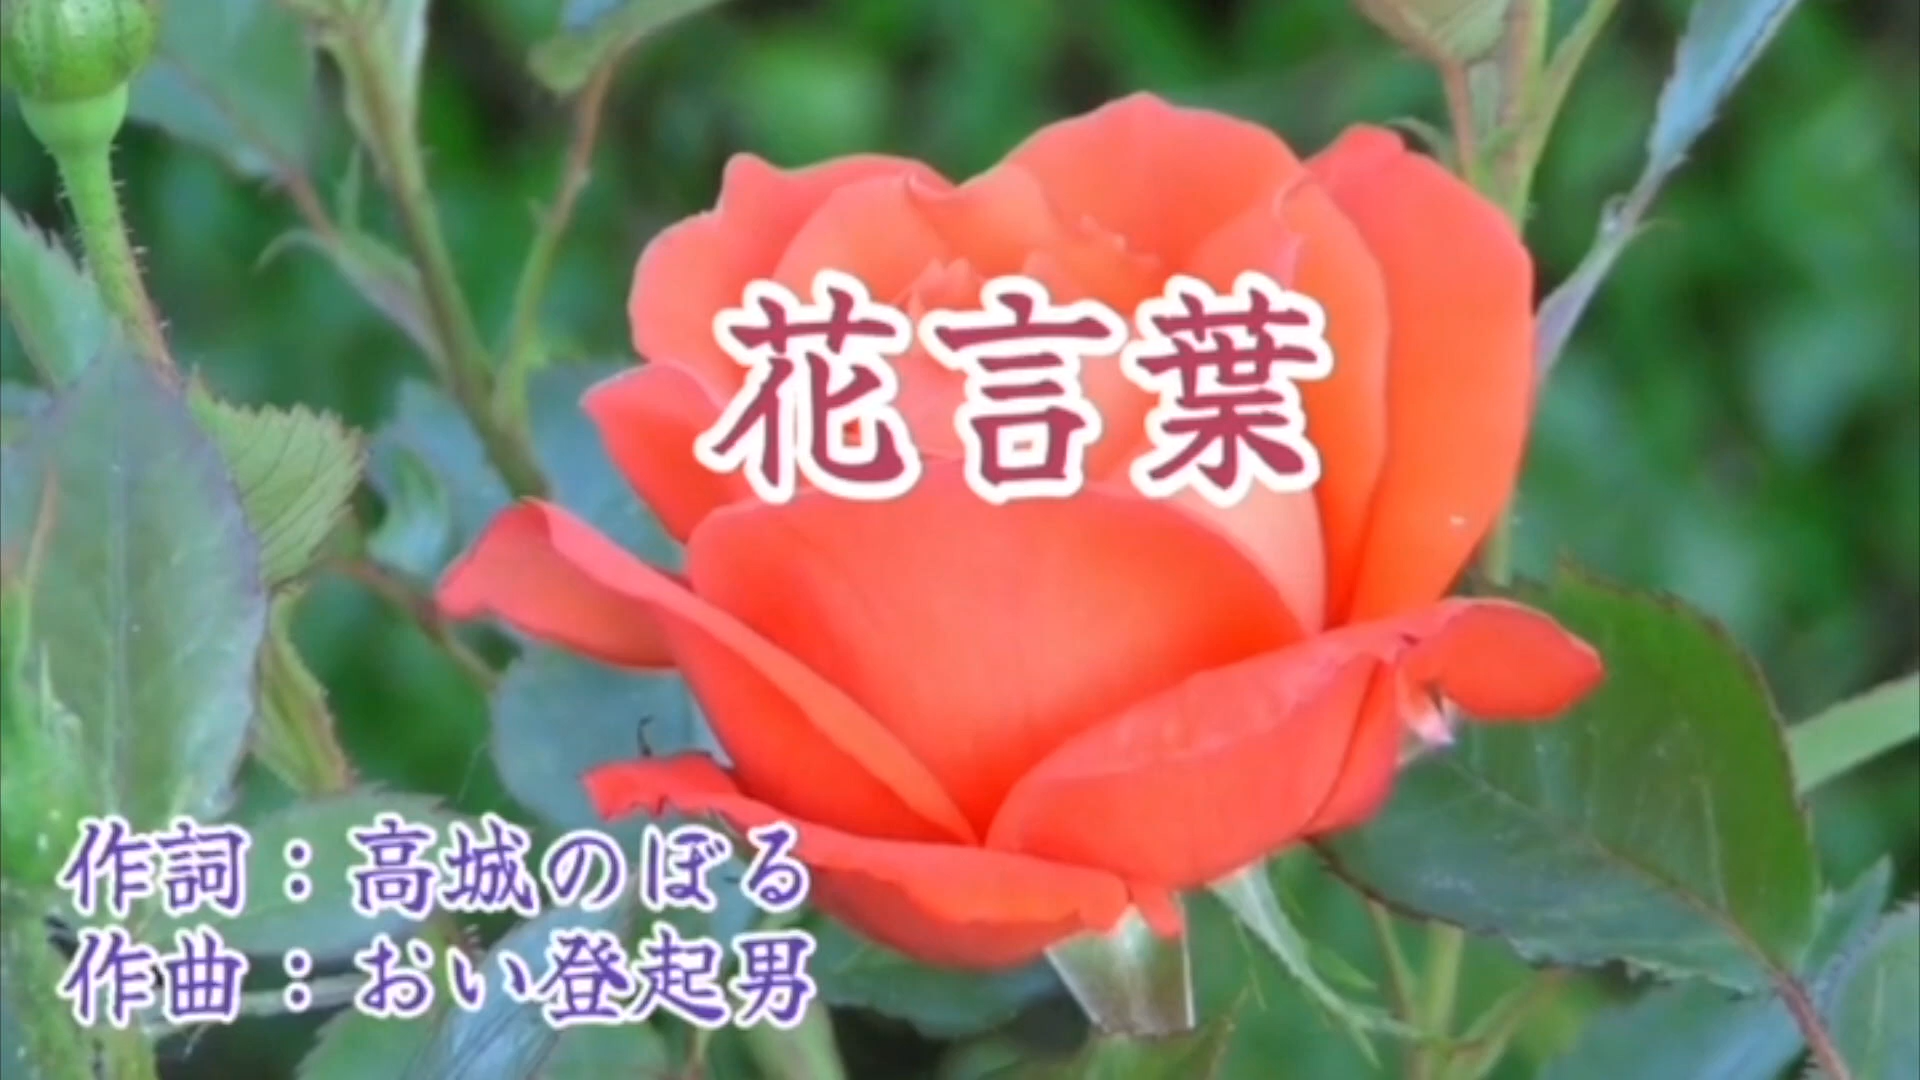 花言葉
作詞：高城のぼる
作曲：おい登起男